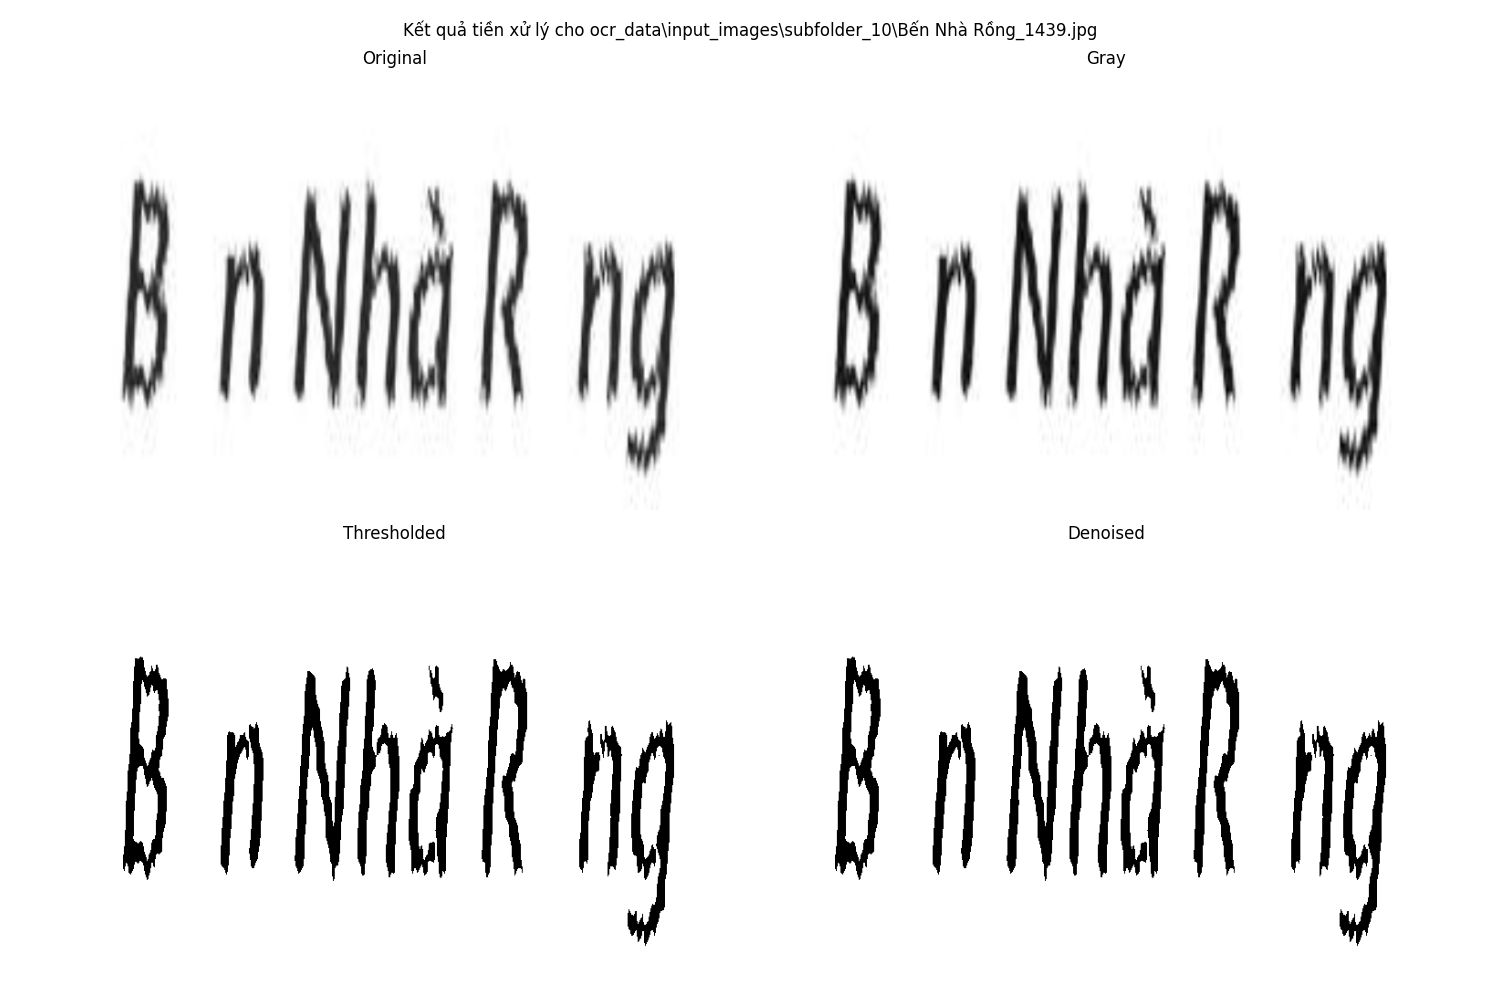 Kết quả tiền xử lý cho ocr_data\input_images\subfolder_10\Bến Nhà Rồng_1439.jpg
Original
Gray
B n Nhà R ng
B n Nhà R ng
Thresholded
Denoised
B n Nhà R ng
B n Nhà R ng